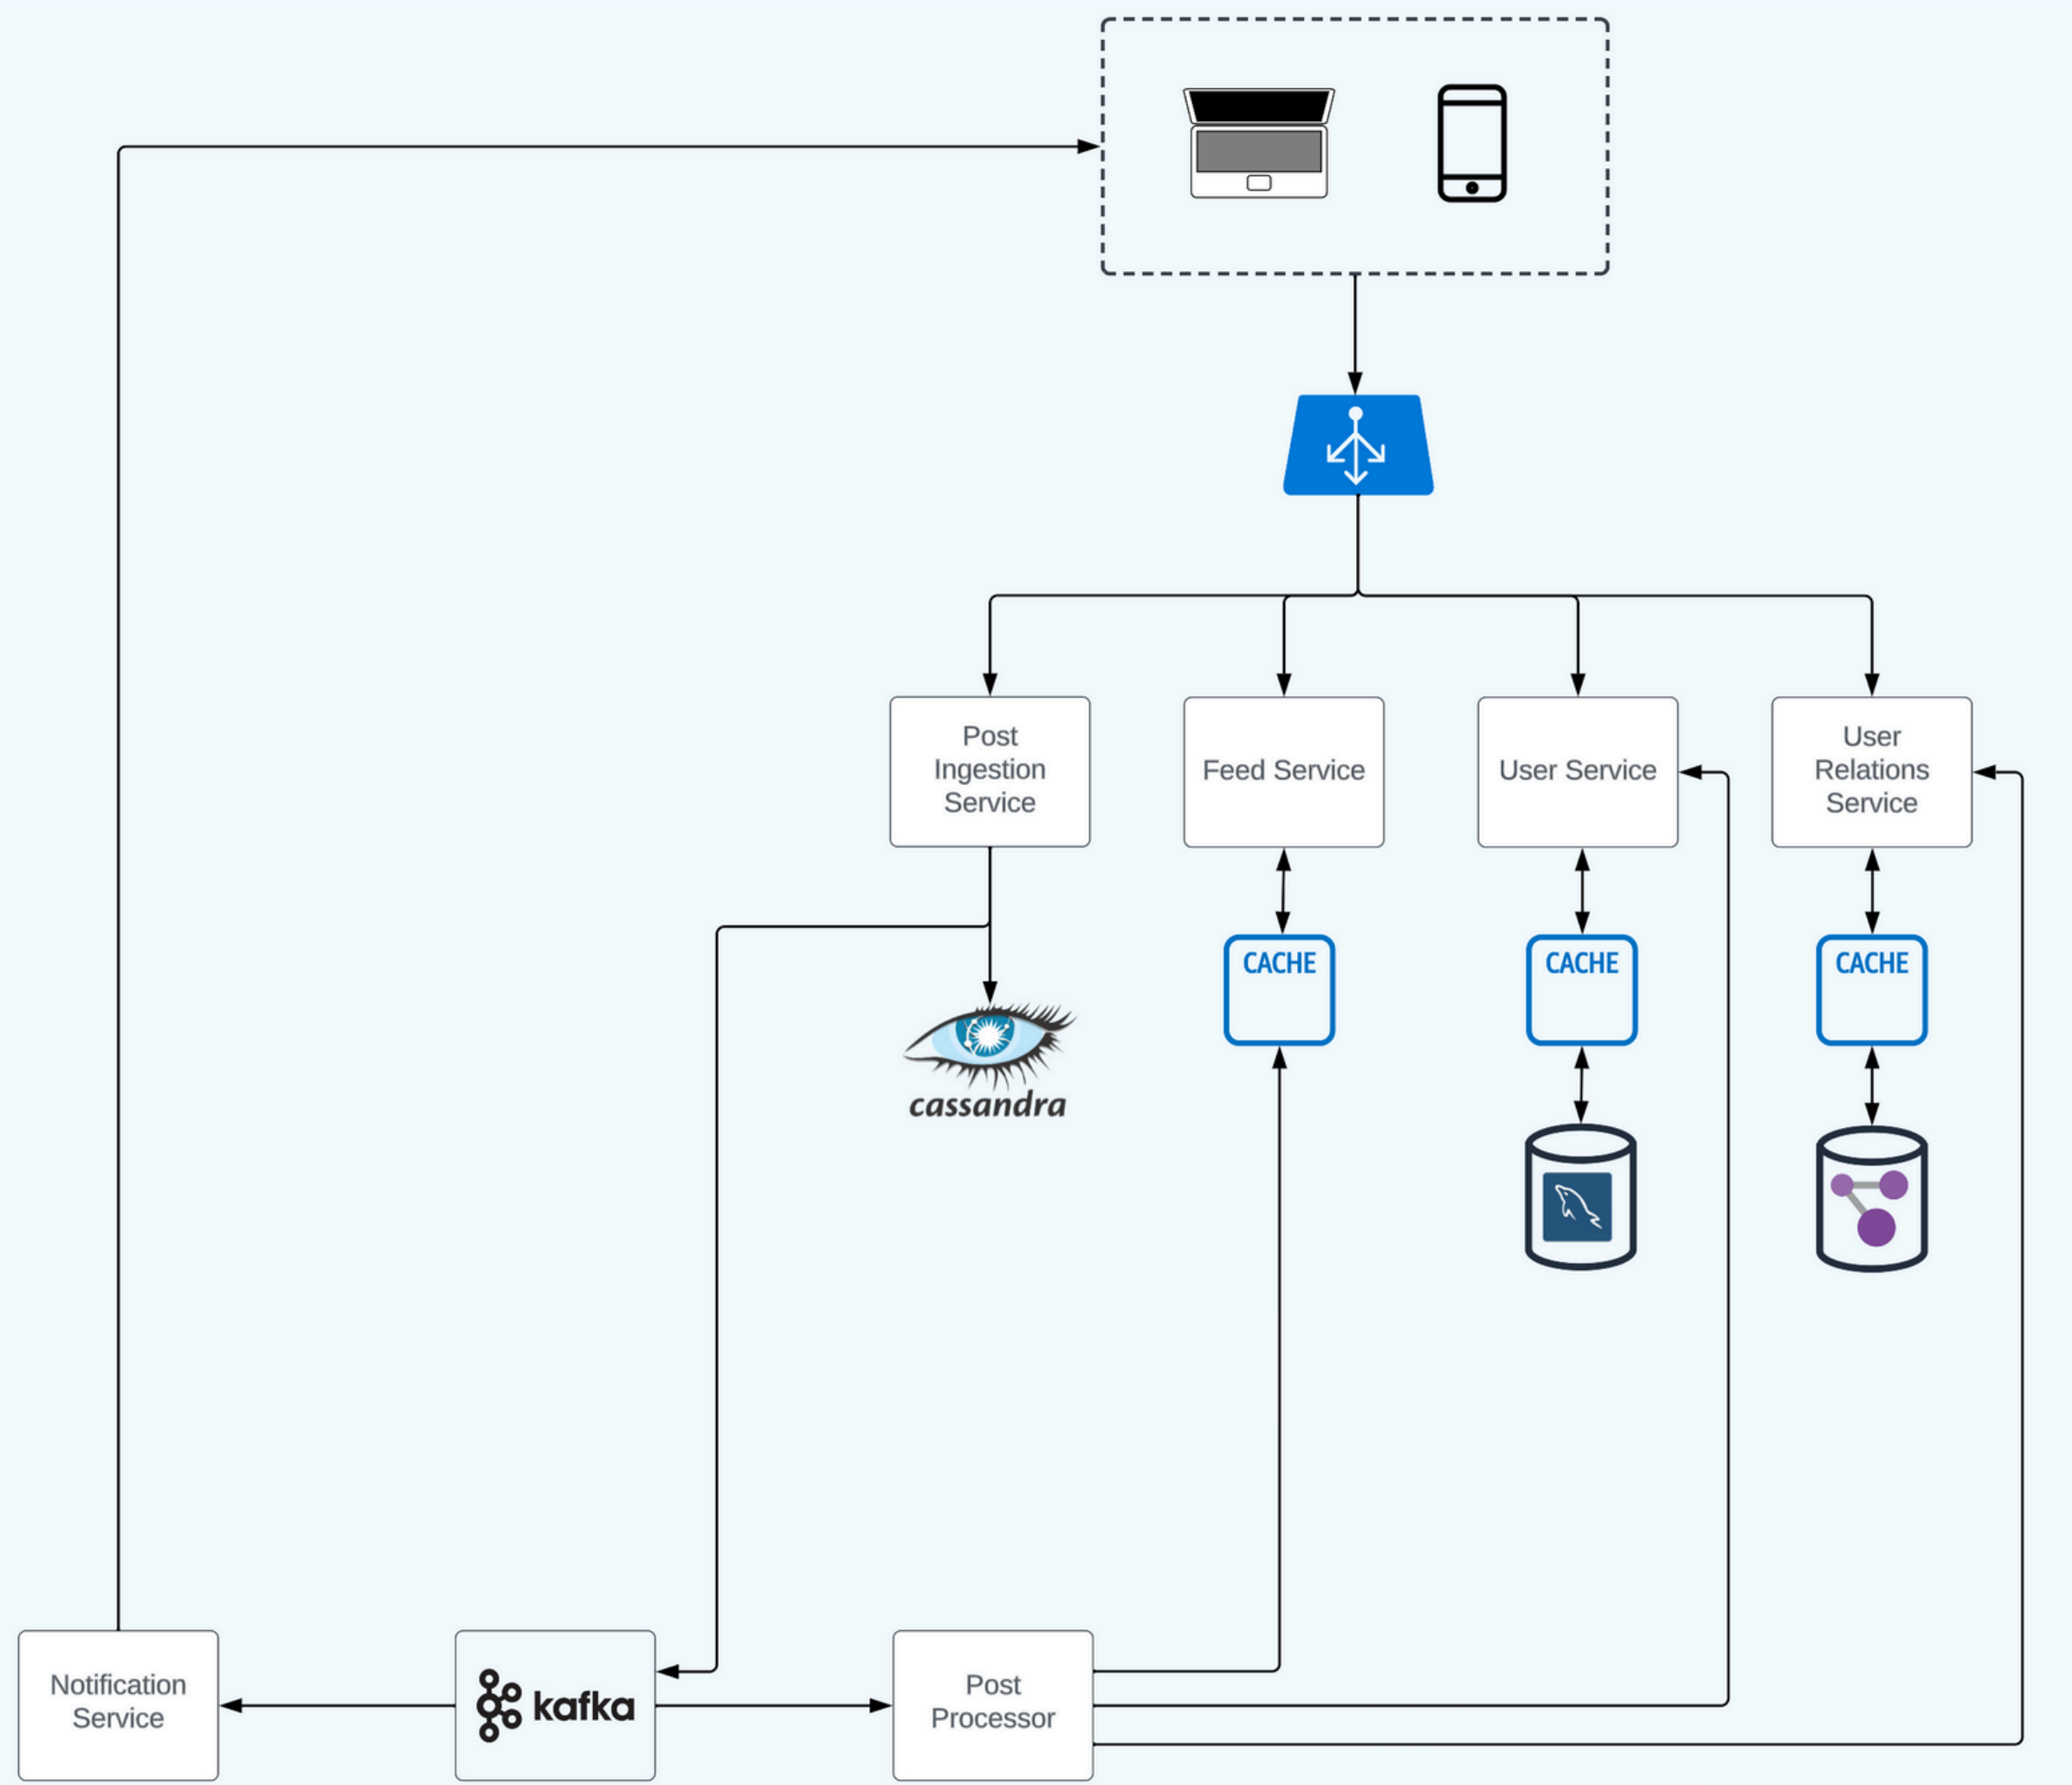 Post
Ingestion
Service
Feed Service
User Service
User
Relations
Service
CACHE
CACHE
CACHE
cassandra
Notification
Service
kafka
Post
Processor